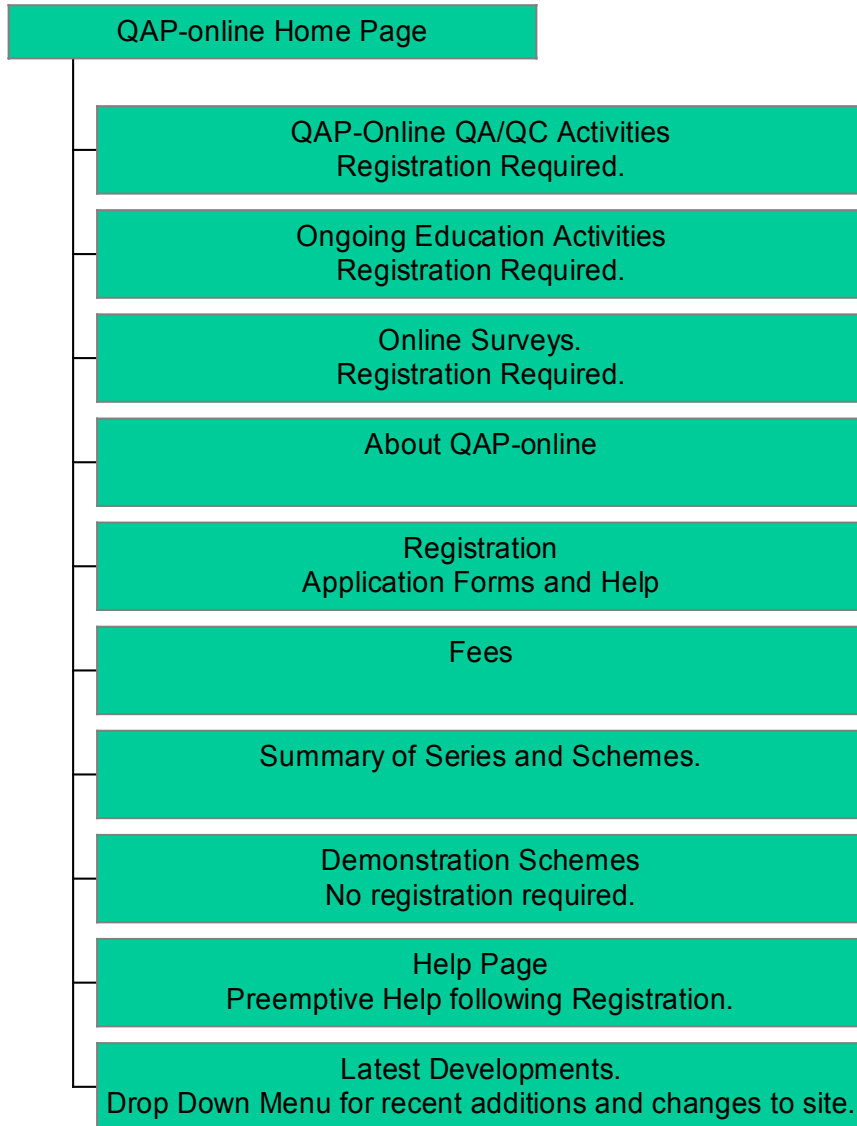 QAP-online Home Page
QAP-Online QA/QC Activities
Registration Required.
Ongoing Education Activities
Registration Required.
Online Surveys.
Registration Required.
About QAP-online
Registration
Application Forms and Help
Fees
Summary of Series and Schemes.
Demonstration Schemes
No registration required.
Help Page
Preemptive Help following Registration.
Latest Developments.
Drop Down Menu for recent additions and changes to site.